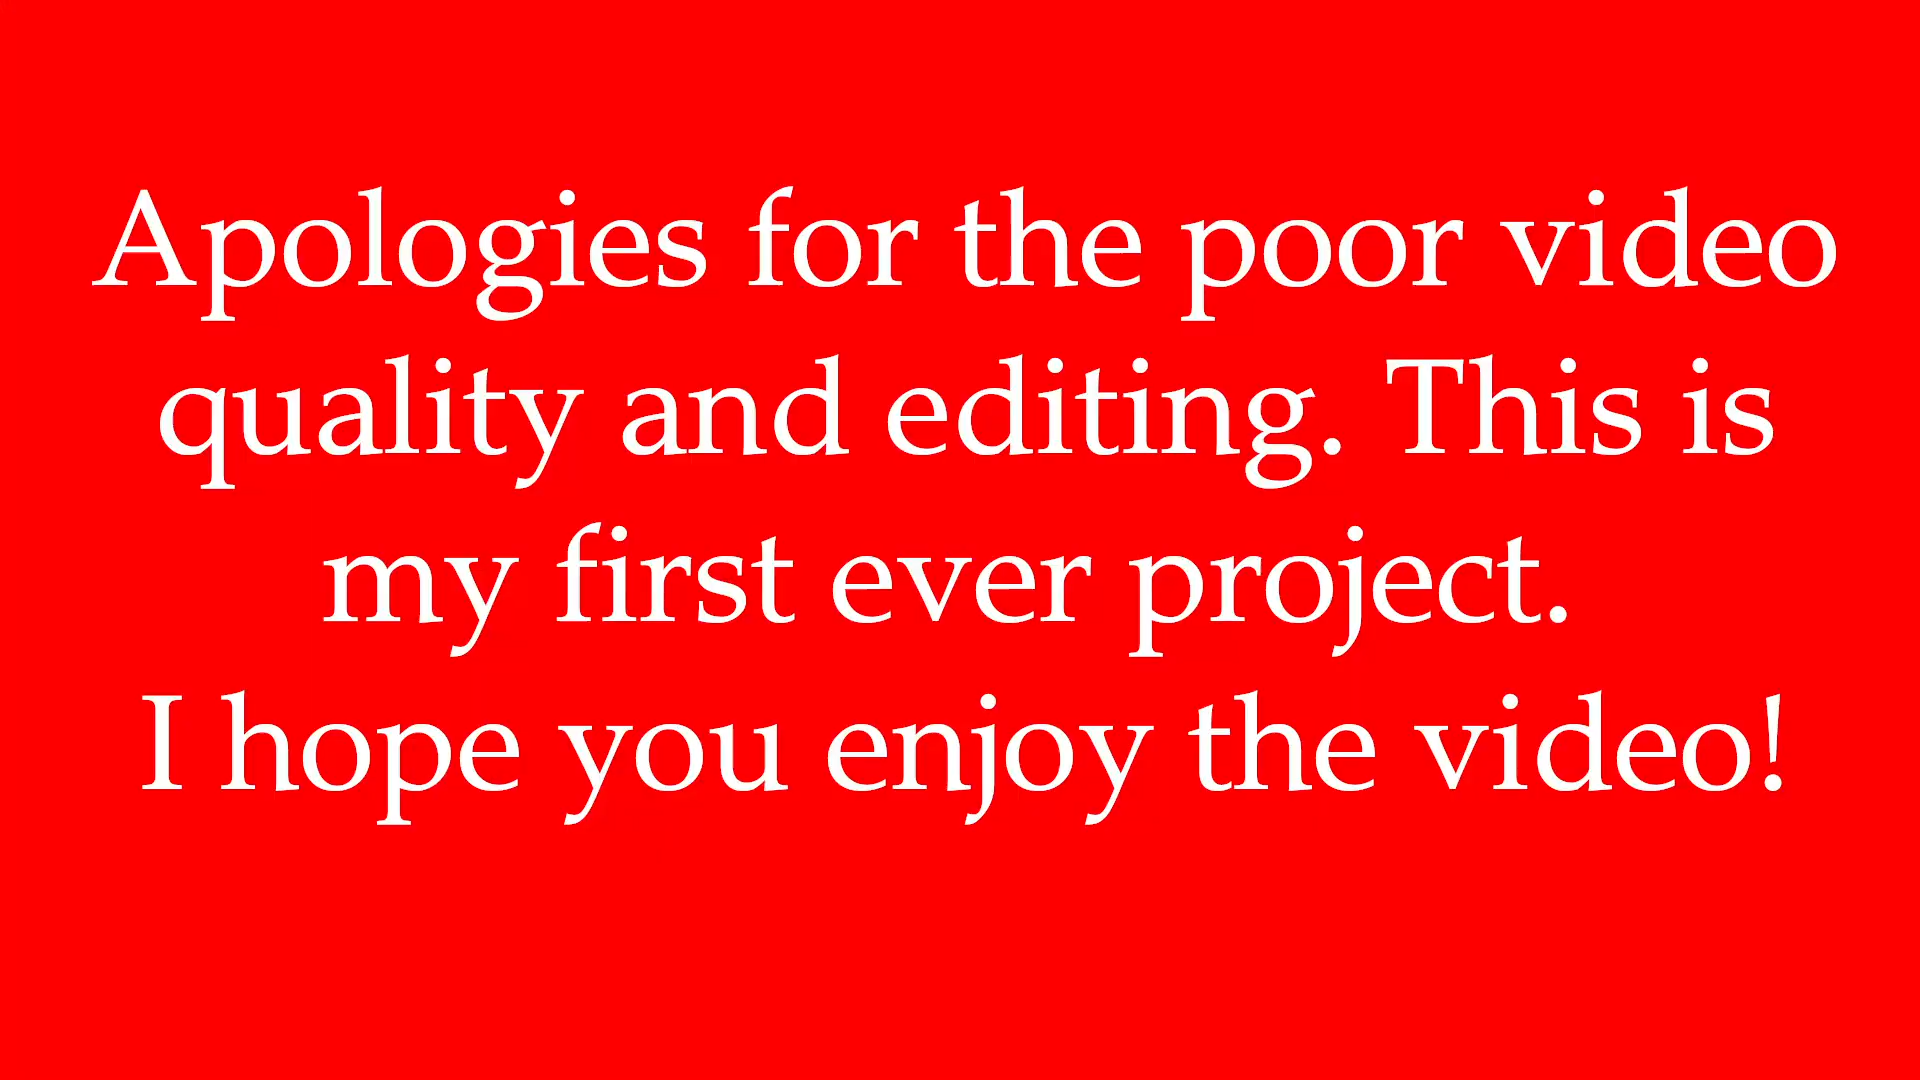 Apologies for the poor video
quality and editing. This is
my first ever project.
I hope you enjoy the video!